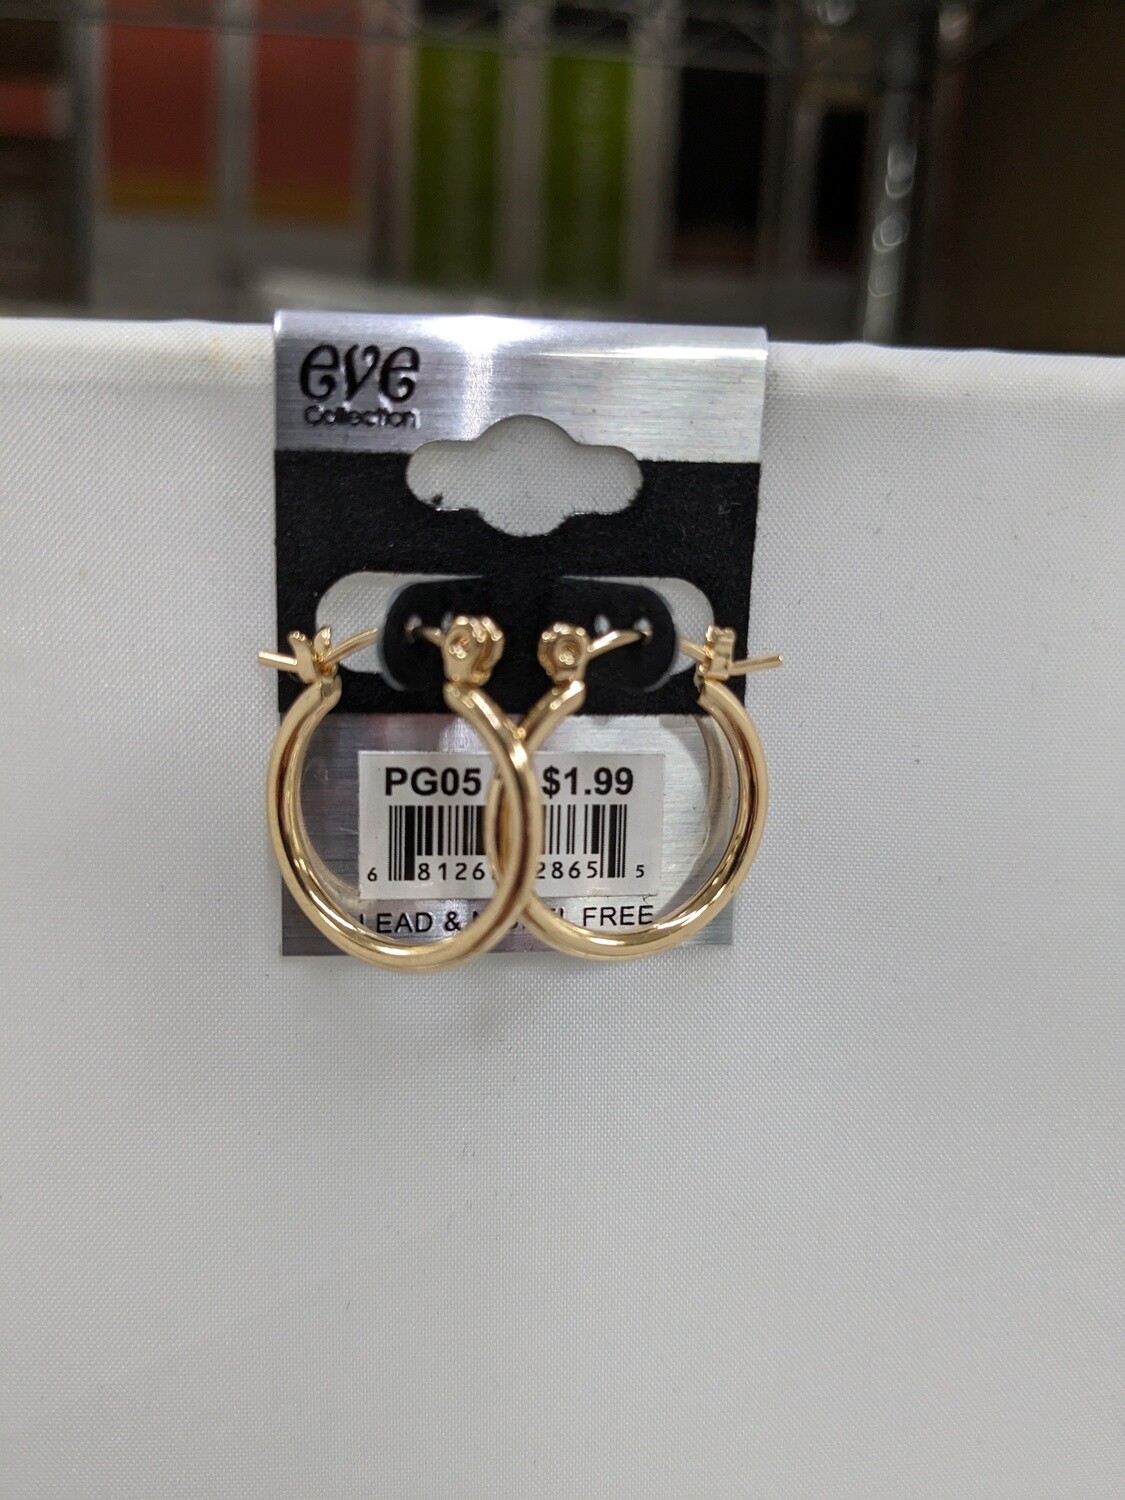 eve
Collection
PG05 $1.99
6 8126 2865 5
LEAD & FREE